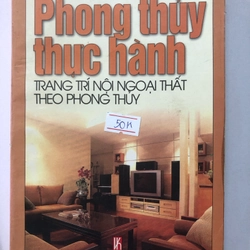 Phong thủy
thực hành
TRANG TRÍ NỘI NGOẠI THẤT
THEO PHONG THỦY
50K